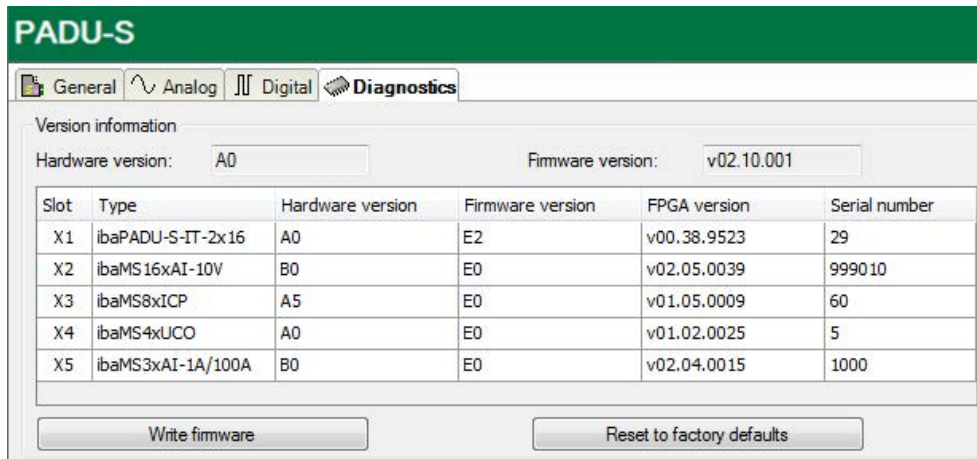 PADU-S
General Analog Digital Diagnostics
Version information
Hardware version: A0 Firmware version: v02.10.001
Slot Type Hardware version Firmware version FPGA version Serial number
X1 ibaPADU-S-IT-2x16 A0 E2 v00.38.9523 29
X2 ibaMS16xAI-10V B0 E0 v02.05.0039 999010
X3 ibaMS8xICP A5 E0 v01.05.0009 60
X4 ibaMS4xUCO A0 E0 v01.02.0025 5
X5 ibaMS3xAI-1A/100A B0 E0 v02.04.0015 1000
Write firmware Reset to factory defaults